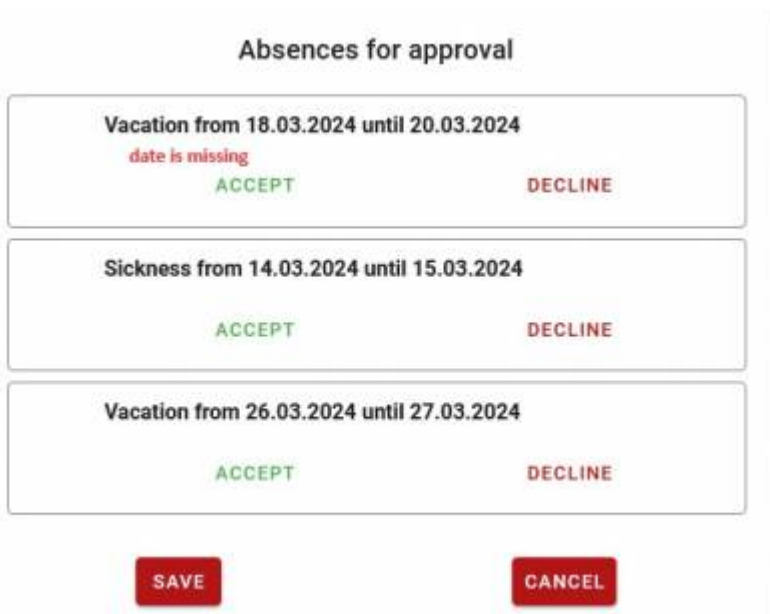 Absences for approval
Vacation from 18.03.2024 until 20.03.2024
date is missing
ACCEPT DECLINE
Sickness from 14.03.2024 until 15.03.2024
ACCEPT DECLINE
Vacation from 26.03.2024 until 27.03.2024
ACCEPT DECLINE
SAVE CANCEL